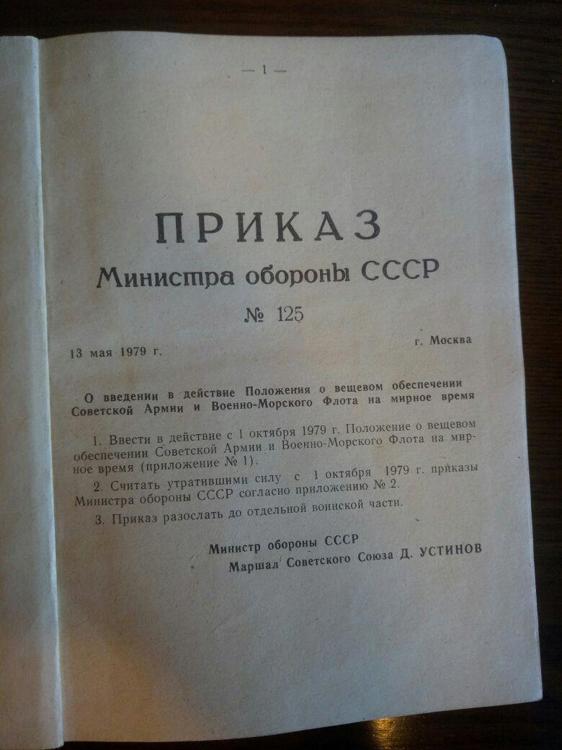 — 1 —
ПРИКАЗ
Министра обороны СССР
№ 125
13 мая 1979 г.
г. Москва
О введении в действие Положения о вещевом обеспечении
Советской Армии и Военно-Морского Флота на мирное время
1. Ввести в действие с 1 октября 1979 г. Положение о вещевом
обеспечении Советской Армии и Военно-Морского Флота на мир-
ное время (приложение № 1).
2. Считать утратившими силу с 1 октября 1979 г. приказы
Министра обороны СССР согласно приложению № 2.
3. Приказ разослать до отдельной воинской части.
Министр обороны СССР
Маршал Советского Союза Д. УСТИНОВ